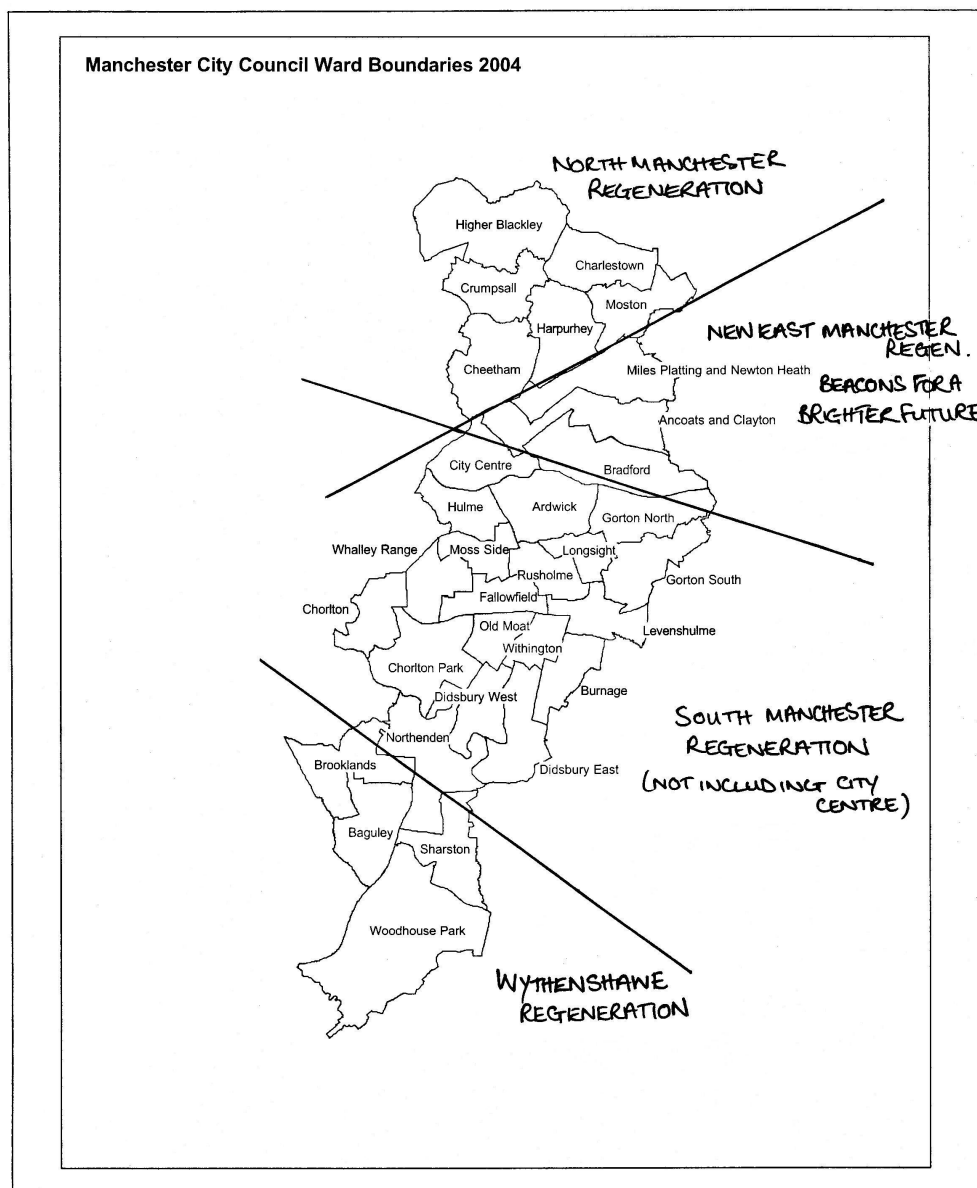 Manchester City Council Ward Boundaries 2004
NORTH MANCHESTER
REGENERATION
Higher Blackley
Charlestown
Crumpsall
Moston
Harpurhey
NEW EAST MANCHESTER
REGEN.
Cheetham
Miles Platting and Newton Heath
BEACONS FOR A
BRIGHTER FUTURE
Ancoats and Clayton
City Centre
Bradford
Hulme
Ardwick
Gorton North
Whalley Range
Moss Side
Longsight
Rusholme
Gorton South
Fallowfield
Chorlton
Old Moat
Levenshulme
Withington
Chorlton Park
Didsbury West
Burnage
SOUTH MANCHESTER
REGENERATION
(NOT INCLUDING CITY
CENTRE)
Northenden
Brooklands
Didsbury East
Baguley
Sharston
Woodhouse Park
WYTHENSHAWE
REGENERATION